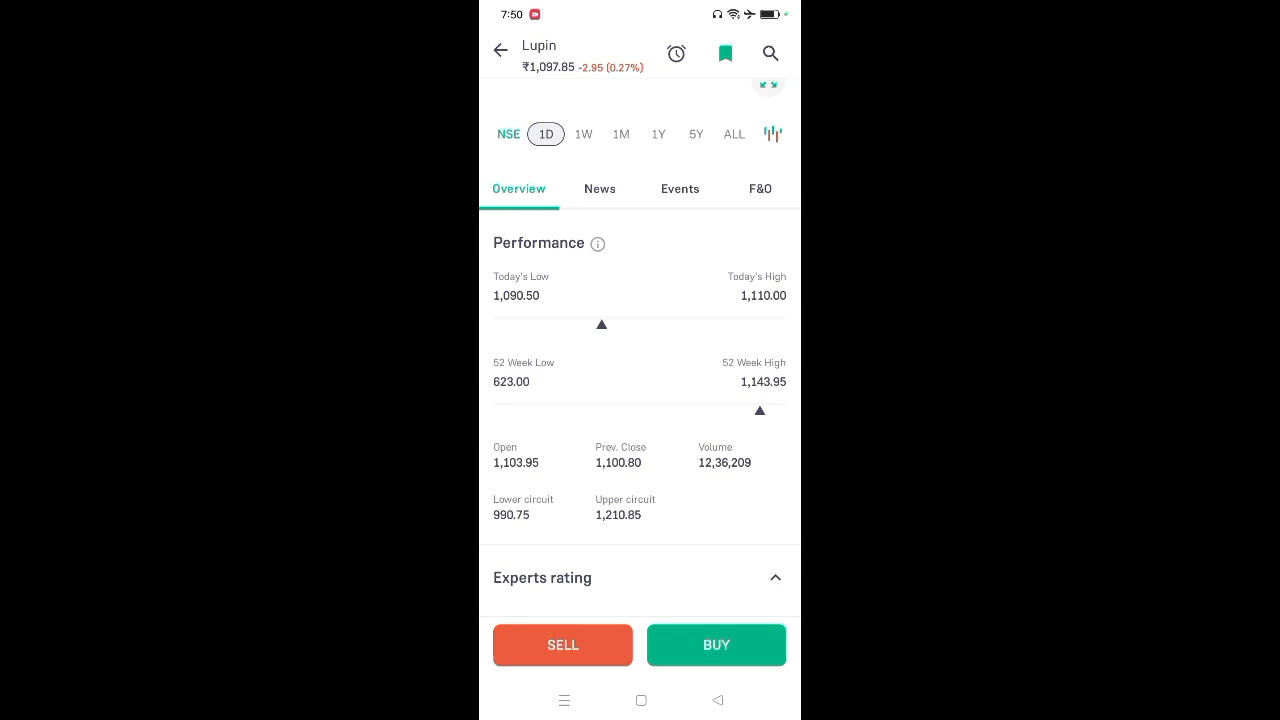 7:50
Lupin
₹1,097.85 -2.95 (0.27%)
NSE 1D 1W 1M 1Y 5Y ALL
Overview News Events F&O
Performance
Today's Low Today's High
1,090.50 1,110.00
52 Week Low 52 Week High
623.00 1,143.95
Open Prev. Close Volume
1,103.95 1,100.80 12,36,209
Lower circuit Upper circuit
990.75 1,210.85
Experts rating
SELL BUY